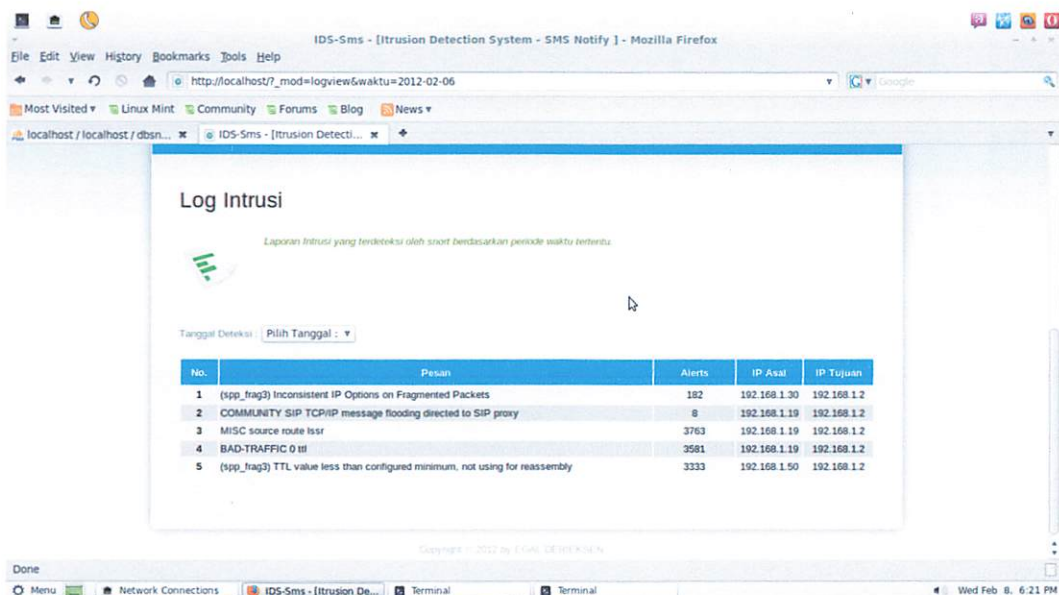 IDS-Sms - [Itrusion Detection System - SMS Notify ] - Mozilla Firefox
File Edit View History Bookmarks Tools Help
http://localhost/?_mod=logview&waktu=2012-02-06
Google
Most Visited Linux Mint Community Forums Blog News
localhost / localhost / dbsn... IDS-Sms - [Itrusion Detecti...
Log Intrusi
Laporan Intrusi yang terdeteksi oleh snort berdasarkan periode waktu tertentu.
Tanggal Deteksi : Pilih Tanggal :
No. Pesan Alerts IP Asal IP Tujuan
1 (spp_frag3) Inconsistent IP Options on Fragmented Packets 182 192.168.1.30 192.168.1.2
2 COMMUNITY SIP TCP/IP message flooding directed to SIP proxy 8 192.168.1.19 192.168.1.2
3 MISC source route lssr 3763 192.168.1.19 192.168.1.2
4 BAD-TRAFFIC 0 ttl 3581 192.168.1.19 192.168.1.2
5 (spp_frag3) TTL value less than configured minimum, not using for reassembly 3333 192.168.1.50 192.168.1.2
Copyright © 2012 by
Done
Menu Network Connections IDS-Sms - [Itrusion De... Terminal Terminal Wed Feb 8, 6:21 PM